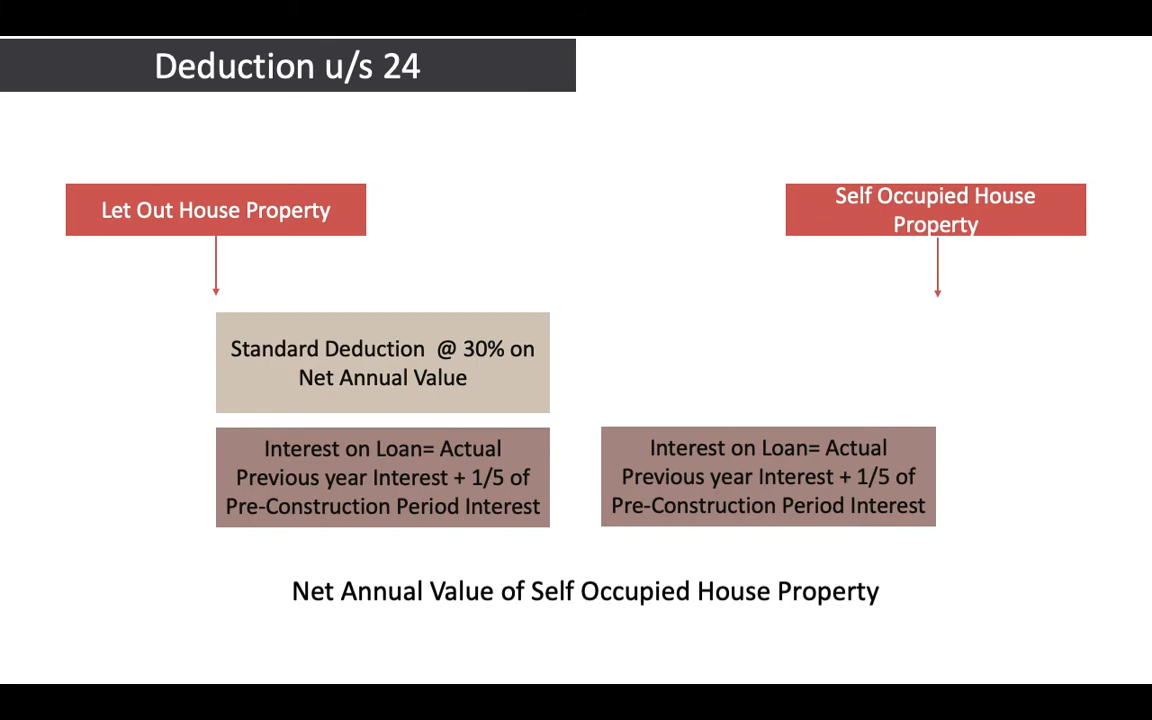 Deduction u/s 24
Let Out House Property
Self Occupied House
Property
Standard Deduction @ 30% on
Net Annual Value
Interest on Loan= Actual
Previous year Interest + 1/5 of
Pre-Construction Period Interest
Interest on Loan= Actual
Previous year Interest + 1/5 of
Pre-Construction Period Interest
Net Annual Value of Self Occupied House Property